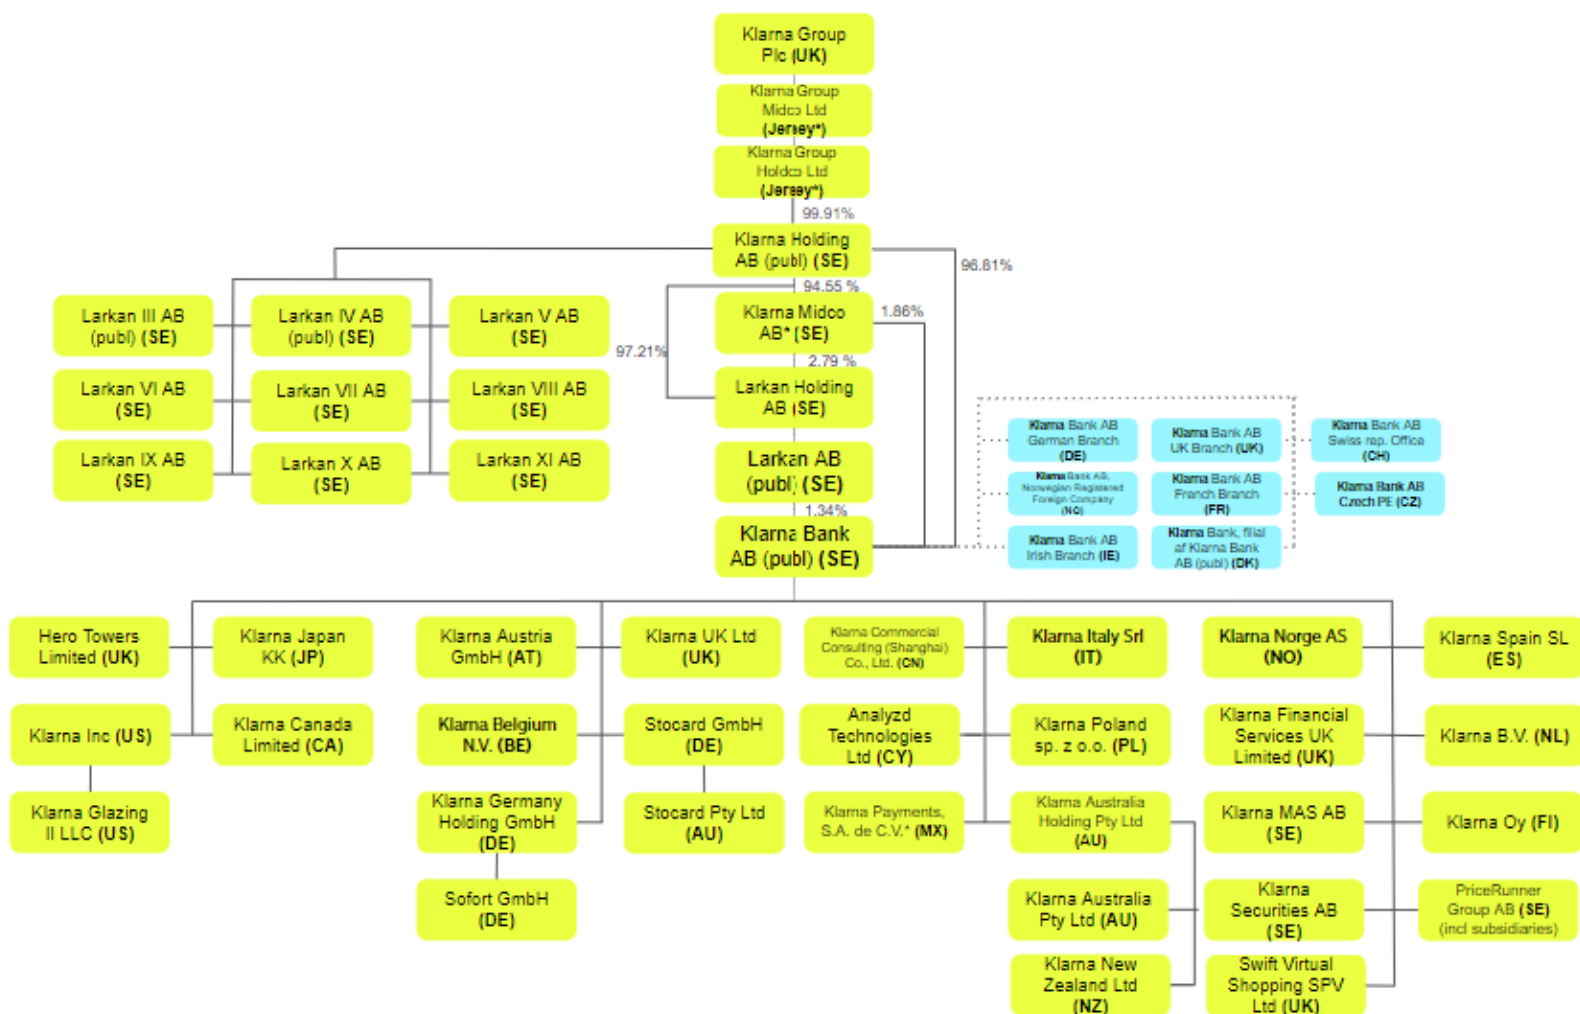 Klarna Group
Plc (UK)
Klarna Group
Midco Ltd
(Jersey*)
Klarna Group
Holdco Ltd
(Jersey*)
99.91%
Klarna Holding
AB (publ) (SE)
96.81%
94.55 %
Klarna Midco
AB* (SE)
1.86%
97.21%
2.79 %
Larkan Holding
AB (SE)
Larkan AB
(publ) (SE)
1.34%
Klarna Bank
AB (publ) (SE)
Larkan III AB
(publ) (SE)
Larkan IV AB
(publ) (SE)
Larkan V AB
(SE)
Larkan VI AB
(SE)
Larkan VII AB
(SE)
Larkan VIII AB
(SE)
Larkan IX AB
(SE)
Larkan X AB
(SE)
Larkan XI AB
(SE)
Klarna Bank AB
German Branch
(DE)
Klarna Bank AB
UK Branch (UK)
Klarna Bank AB
Swiss rep. Office
(CH)
Klarna Bank AB,
Norwegian Registered
Foreign Company
(NO)
Klarna Bank AB
French Branch
(FR)
Klarna Bank AB
Czech PE (CZ)
Klarna Bank AB
Irish Branch (IE)
Klarna Bank, filial
af Klarna Bank
AB (publ) (DK)
Hero Towers
Limited (UK)
Klarna Japan
KK (JP)
Klarna Austria
GmbH (AT)
Klarna UK Ltd
(UK)
Klarna Commercial
Consulting (Shanghai)
Co., Ltd. (CN)
Klarna Italy Srl
(IT)
Klarna Norge AS
(NO)
Klarna Spain SL
(ES)
Klarna Inc (US)
Klarna Canada
Limited (CA)
Klarna Belgium
N.V. (BE)
Stocard GmbH
(DE)
Analyzd
Technologies
Ltd (CY)
Klarna Poland
sp. z o.o. (PL)
Klarna Financial
Services UK
Limited (UK)
Klarna B.V. (NL)
Klarna Glazing
II LLC (US)
Klarna Germany
Holding GmbH
(DE)
Stocard Pty Ltd
(AU)
Klarna Payments,
S.A. de C.V.* (MX)
Klarna Australia
Holding Pty Ltd
(AU)
Klarna MAS AB
(SE)
Klarna Oy (FI)
Sofort GmbH
(DE)
Klarna Australia
Pty Ltd (AU)
Klarna
Securities AB
(SE)
PriceRunner
Group AB (SE)
(incl subsidiaries)
Klarna New
Zealand Ltd
(NZ)
Swift Virtual
Shopping SPV
Ltd (UK)